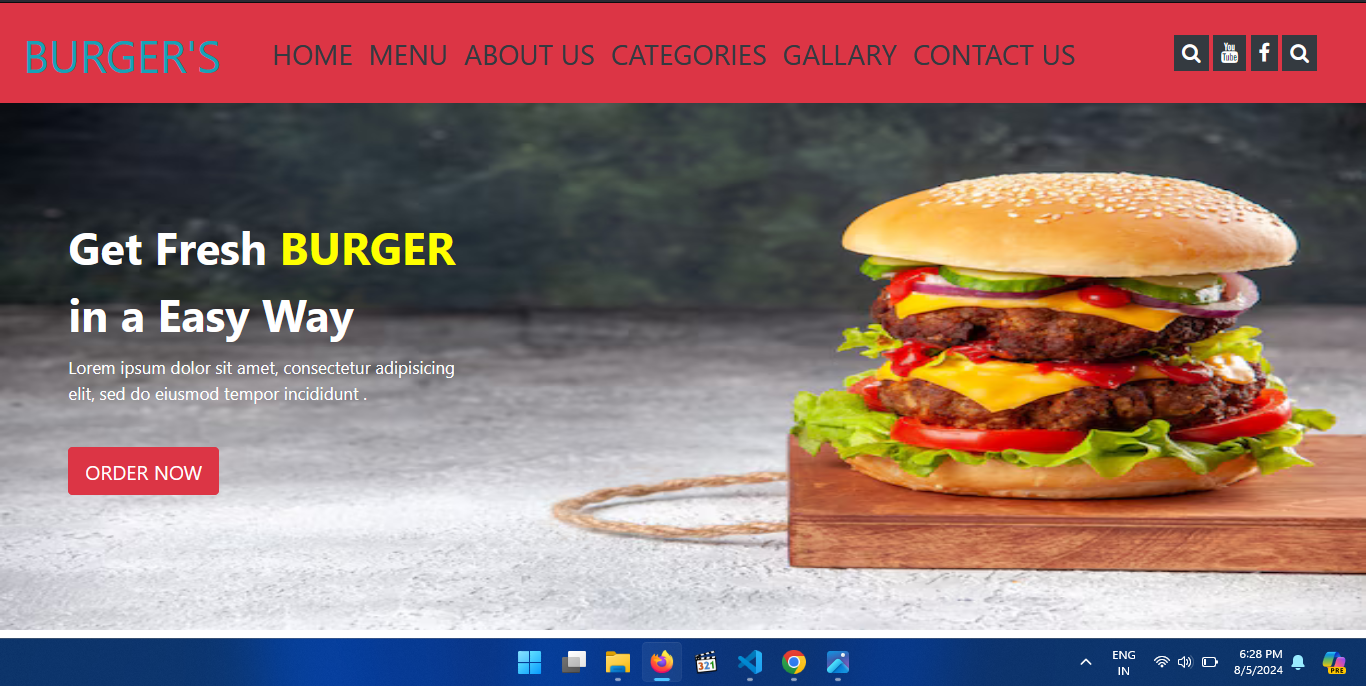 BURGER'S HOME MENU ABOUT US CATEGORIES GALLARY CONTACT US
You
Tube
Get Fresh BURGER
in a Easy Way
Lorem ipsum dolor sit amet, consectetur adipisicing
elit, sed do eiusmod tempor incididunt .
ORDER NOW
321
ENG
IN
6:28 PM
8/5/2024
PRE